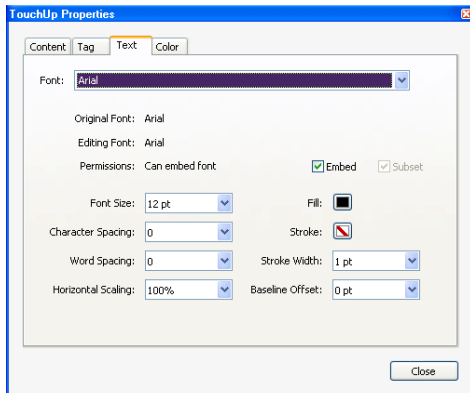 TouchUp Properties
Content Tag Text Color
Font: Arial
Original Font: Arial
Editing Font: Arial
Permissions: Can embed font Embed Subset
Font Size: 12 pt Fill:
Character Spacing: 0 Stroke:
Word Spacing: 0 Stroke Width: 1 pt
Horizontal Scaling: 100% Baseline Offset: 0 pt
Close